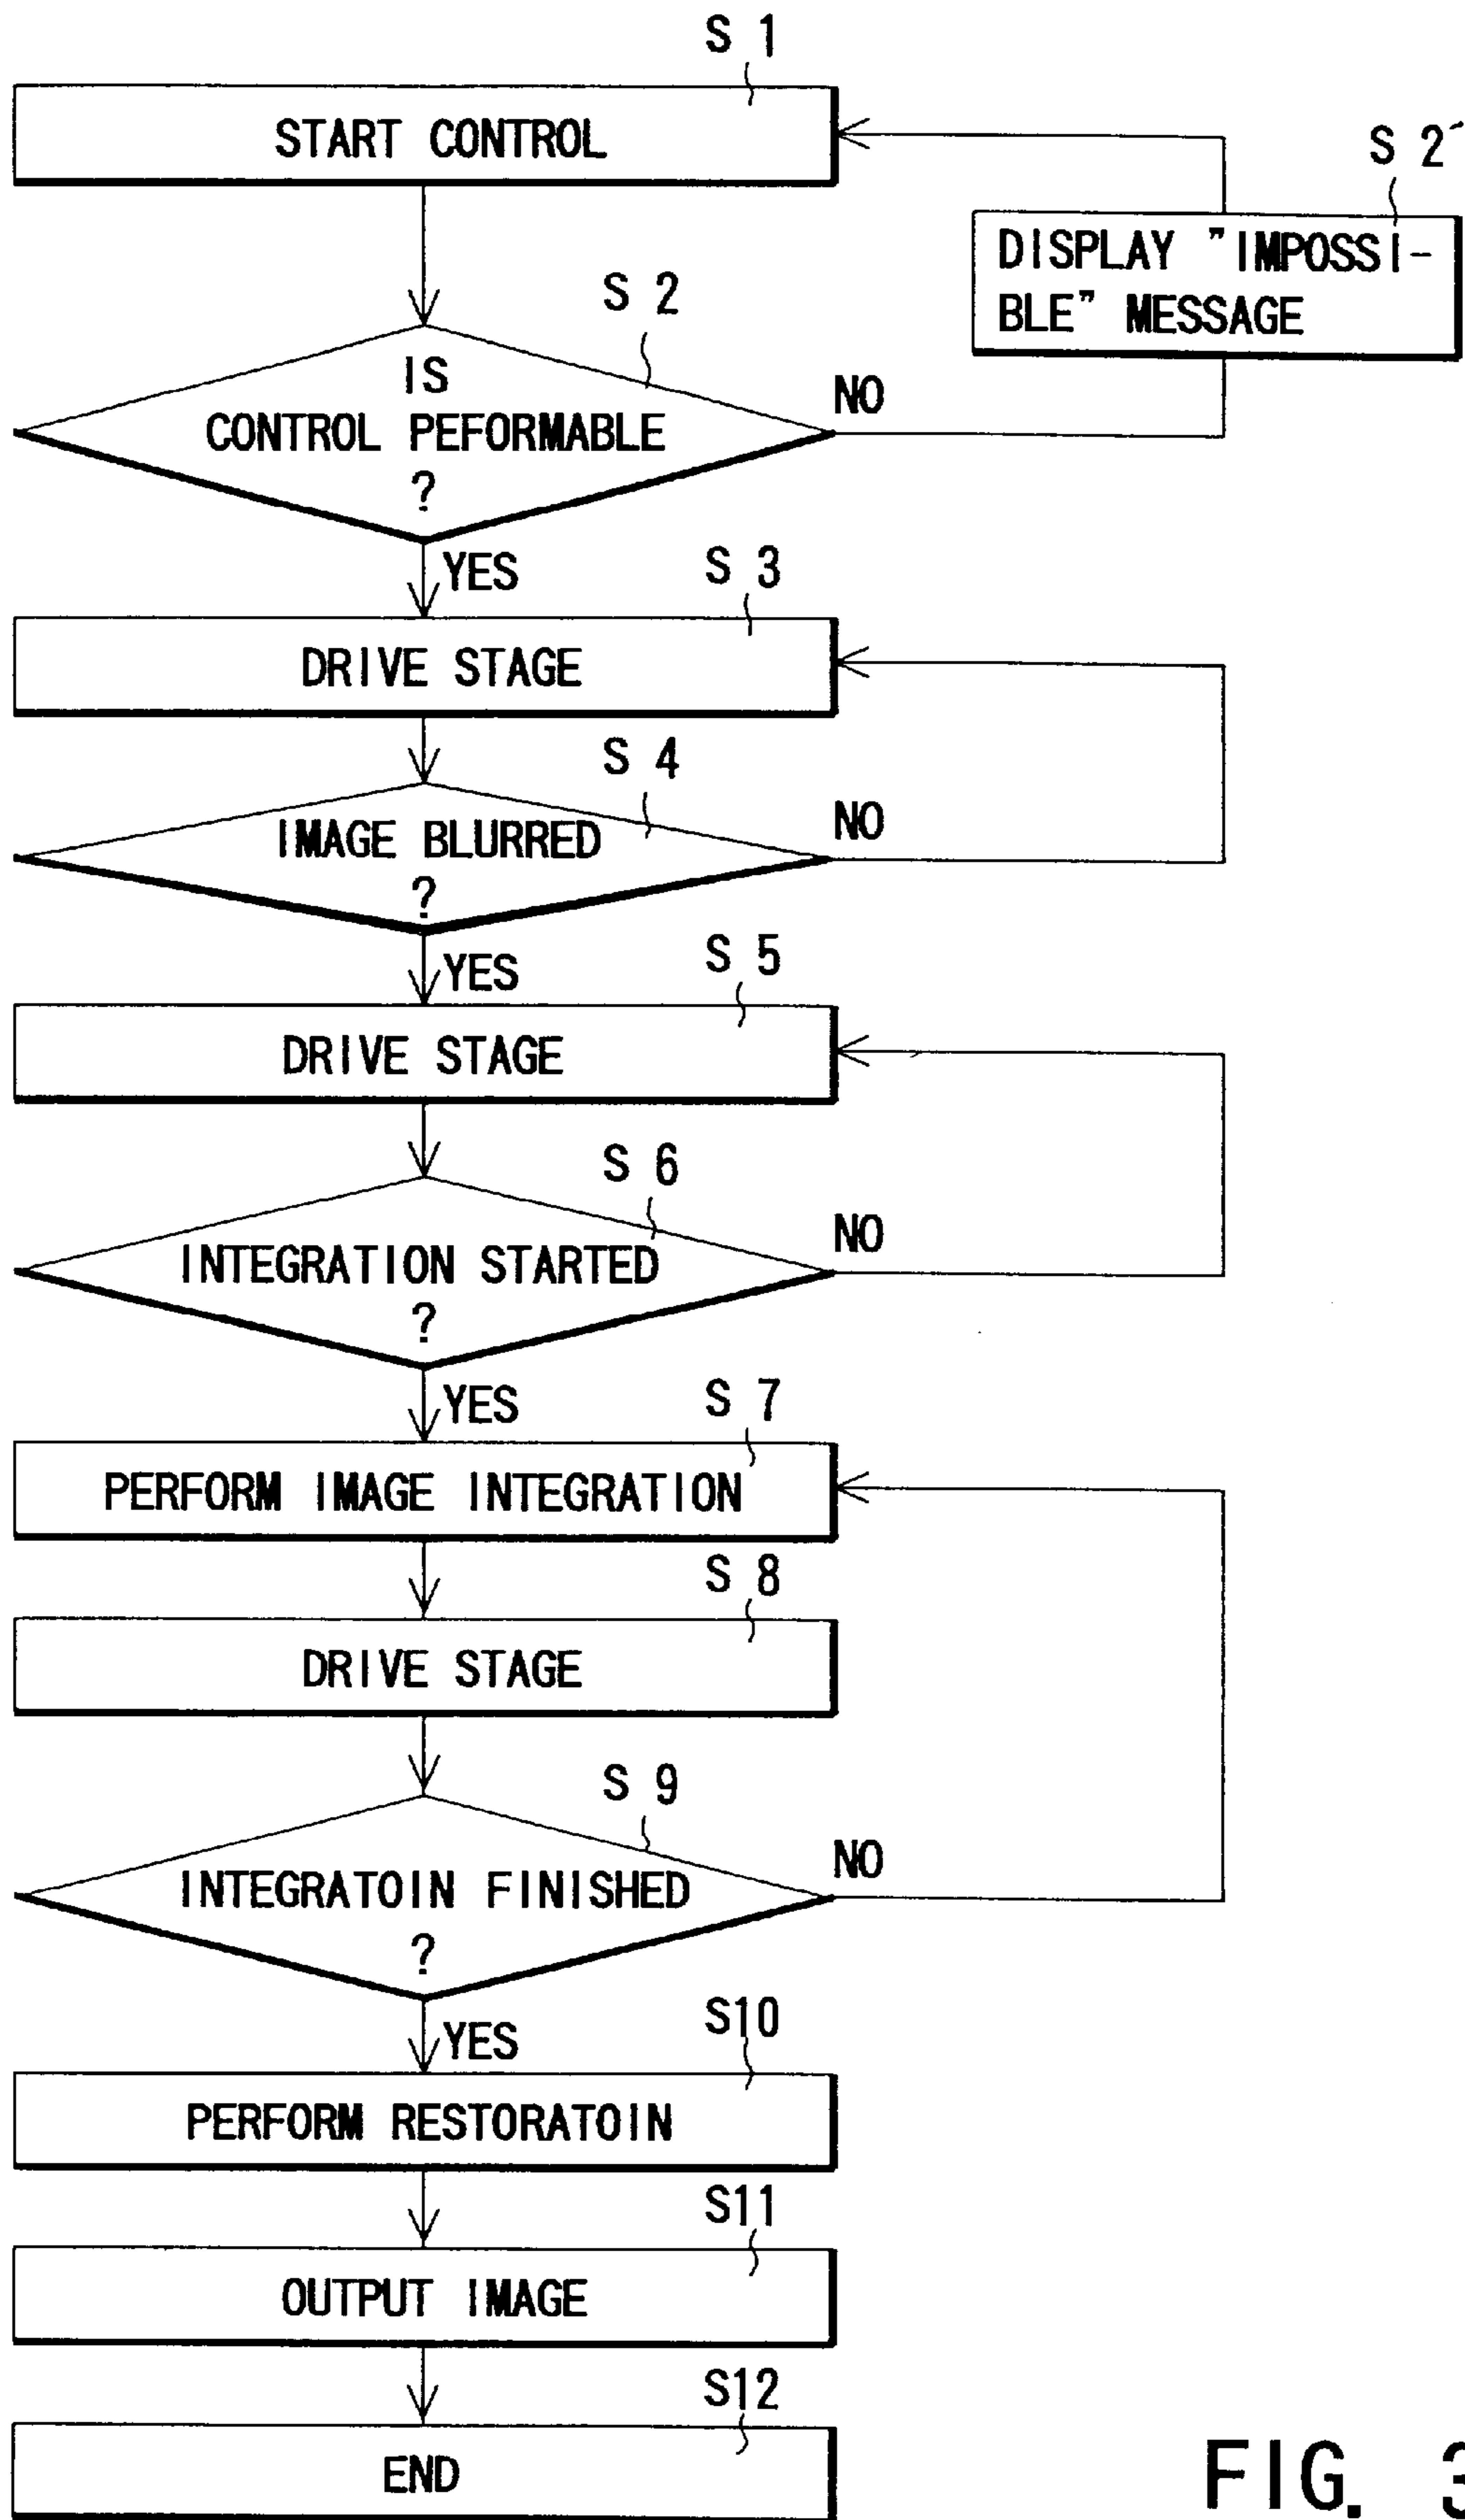 S 1
START CONTROL
S 2´
DISPLAY "IMPOSSI-
BLE" MESSAGE
S 2
IS
CONTROL PEFORMABLE
?
NO
YES
S 3
DRIVE STAGE
S 4
IMAGE BLURRED
?
NO
YES
S 5
DRIVE STAGE
S 6
INTEGRATION STARTED
?
NO
YES
S 7
PERFORM IMAGE INTEGRATION
S 8
DRIVE STAGE
S 9
INTEGRATOIN FINISHED
?
NO
YES
S10
PERFORM RESTORATOIN
S11
OUTPUT IMAGE
S12
END
FIG. 3